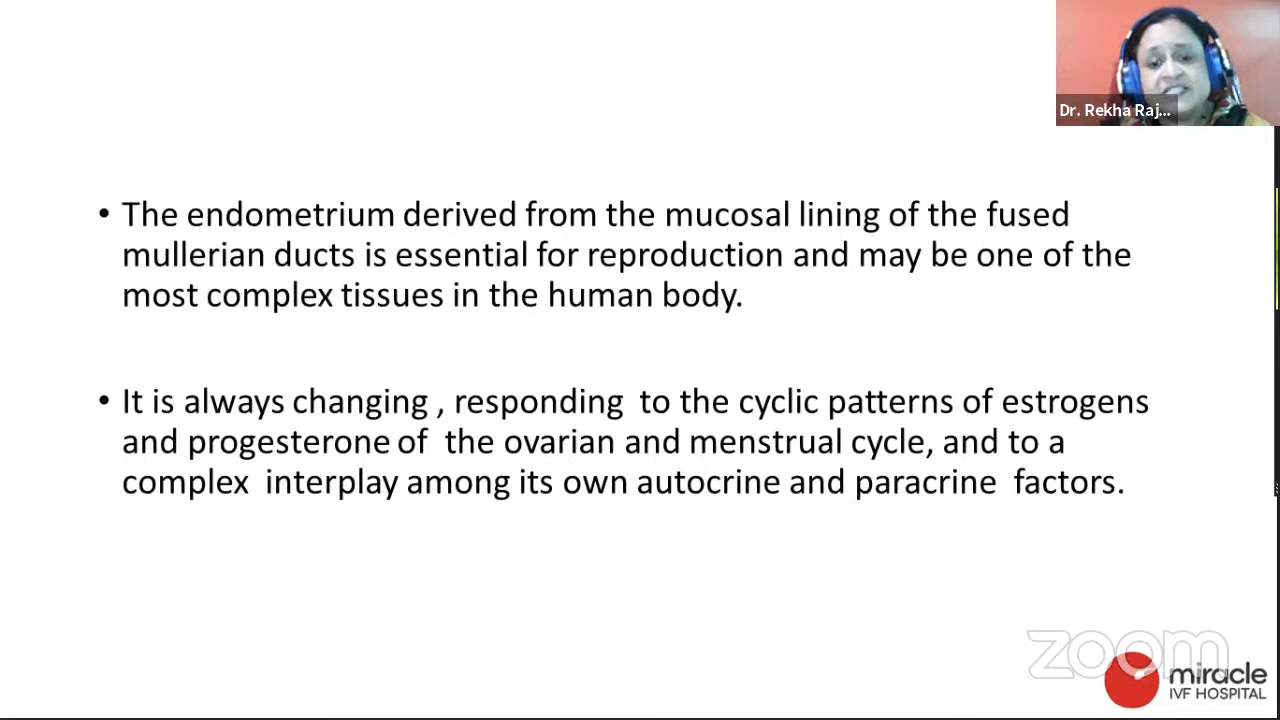 Dr. Rekha Raj...
• The endometrium derived from the mucosal lining of the fused
mullerian ducts is essential for reproduction and may be one of the
most complex tissues in the human body.
• It is always changing , responding  to the cyclic patterns of estrogens
and progesterone of  the ovarian and menstrual cycle, and to a
complex  interplay among its own autocrine and paracrine  factors.
zoom
miracle
IVF HOSPITAL